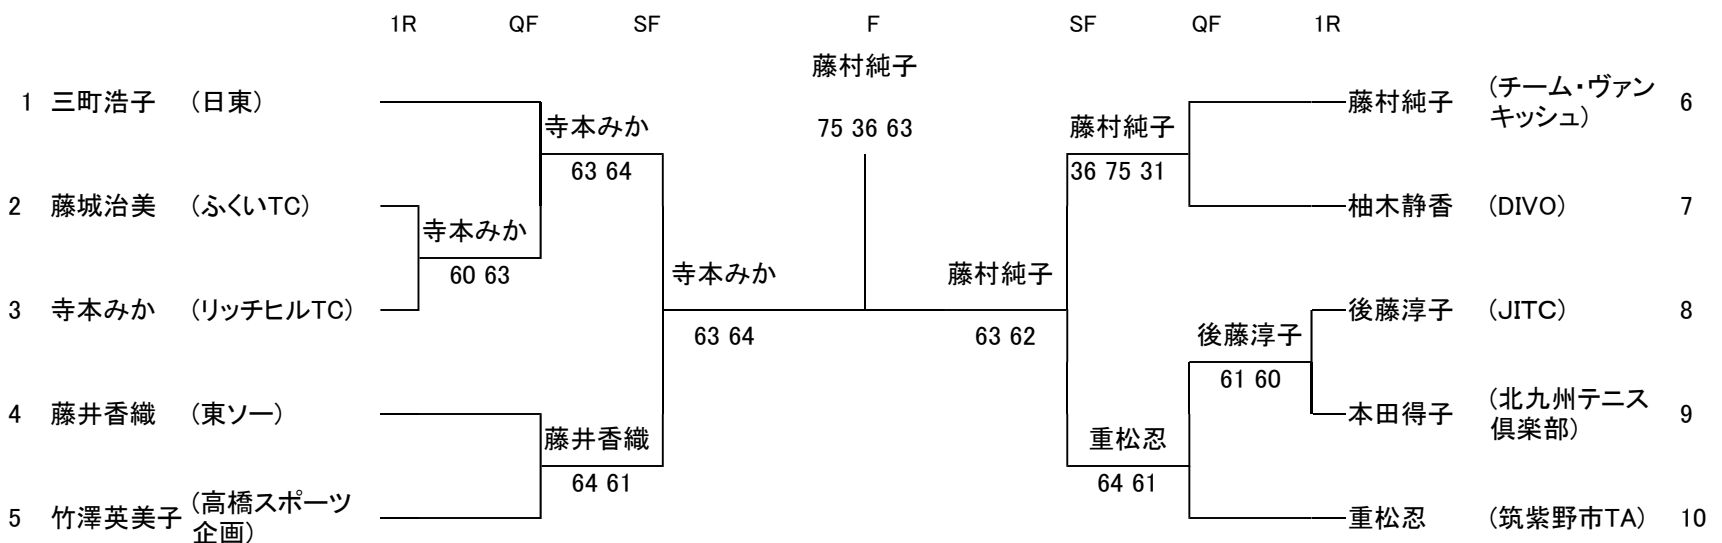 1R QF SF F SF QF 1R
藤村純子
1 三町浩子 (日東)
藤村純子 (チーム・ヴァン
キッシュ) 6
寺本みか
75 36 63
藤村純子
63 64
36 75 31
2 藤城治美 (ふくいTC)
柚木静香 (DIVO) 7
寺本みか
60 63
寺本みか
藤村純子
3 寺本みか (リッチヒルTC)
後藤淳子 (JITC) 8
63 64
63 62
後藤淳子
61 60
4 藤井香織 (東ソー)
本田得子 (北九州テニス
倶楽部) 9
藤井香織
重松忍
64 61
64 61
5 竹澤英美子 (高橋スポーツ
企画)
重松忍 (筑紫野市TA) 10